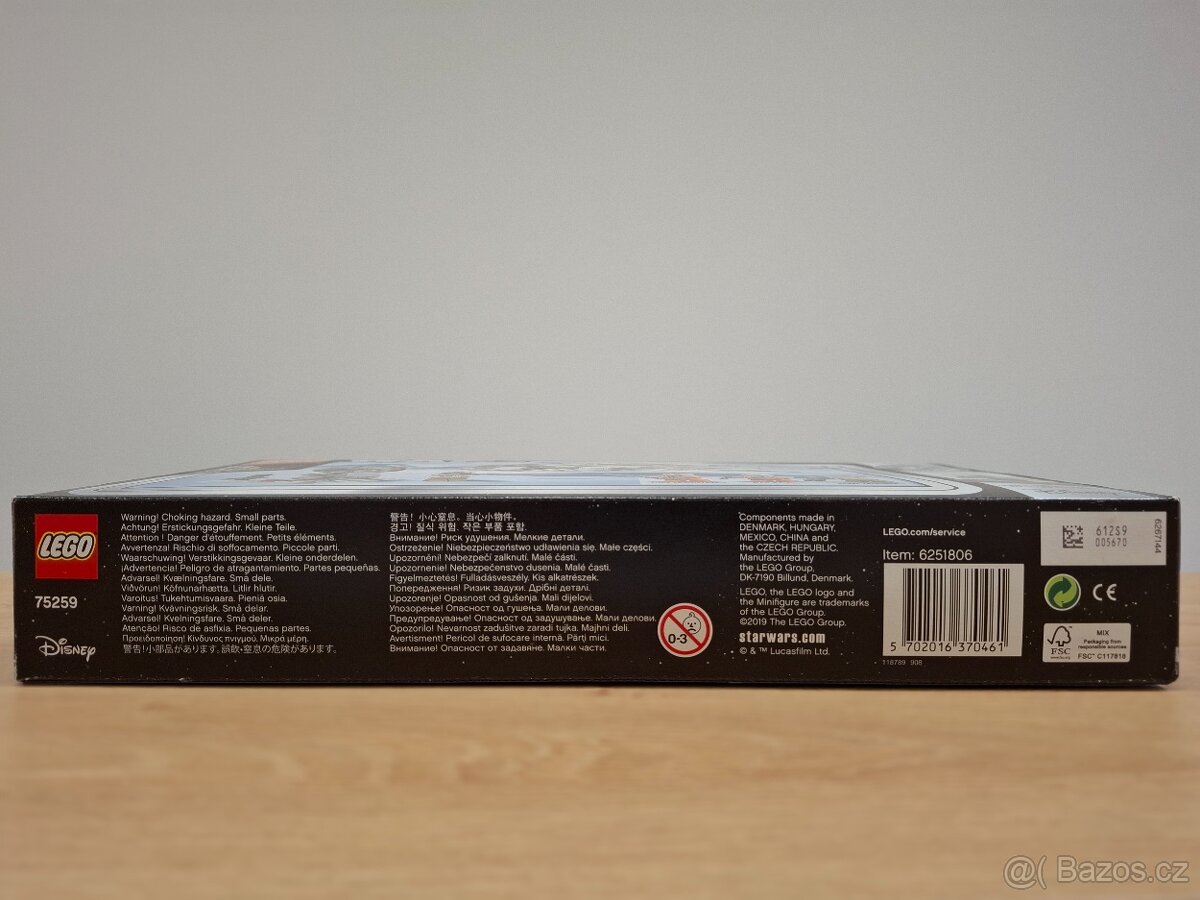 LEGO
75259
Disney
Warning! Choking hazard. Small parts.
Achtung! Erstickungsgefahr. Kleine Teile.
Attention ! Danger d'étouffement. Petits éléments.
Avvertenza! Rischio di soffocamento. Piccole parti.
Waarschuwing! Verstikkingsgevaar. Kleine onderdelen.
¡Advertencia! Peligro de atragantamiento. Partes pequeñas.
Advarsel! Kvælningsfare. Små dele.
Viðvörun! Köfnunarhætta. Litlir hlutir.
Varoitus! Tukehtumisvaara. Pieniä osia.
Varning! Kvävningsrisk. Små delar.
Advarsel! Kvelningsfare. Små deler.
Atenção! Risco de asfixia. Pequenas partes.
Προειδοποίηση! Κίνδυνος πνιγμού. Μικρά μέρη.
警告!小部品があります。誤飲・窒息の危険があります。
警告! 小心窒息。当心小物件。
경고! 질식 위험. 작은 부품 포함.
Внимание! Риск удушения. Мелкие детали.
Ostrzeżenie! Niebezpieczeństwo udławienia się. Małe części.
Upozornění! Nebezpečí zalknutí. Malé části.
Upozornenie! Nebezpečenstvo dusenia. Malé časti.
Figyelmeztetés! Fulladásveszély. Kis alkatrészek.
Попередження! Ризик задухи. Дрібні деталі.
Upozorenje! Opasnost od gušenja. Mali dijelovi.
Упозорење! Опасност од гушења. Мали делови.
Предупредување! Опасност од задушување. Мали делови.
Opozorilo! Nevarnost zadušitve zaradi tujka. Majhni deli.
Avertisment! Pericol de sufocare internă. Părți mici.
Внимание! Опасност от задавяне. Малки части.
0-3
Components made in
DENMARK, HUNGARY,
MEXICO, CHINA and
the CZECH REPUBLIC.
Manufactured by
the LEGO Group,
DK-7190 Billund, Denmark.
LEGO, the LEGO logo and
the Minifigure are trademarks
of the LEGO Group.
©2019 The LEGO Group.
starwars.com
© & ™ Lucasfilm Ltd.
LEGO.com/service
Item: 6251806
5 702016 370461
118789 908
612S9
005670
6267144
CE
FSC
www.fsc.org
MIX
Packaging from
responsible sources
FSC® C117818
@( Bazos.cz